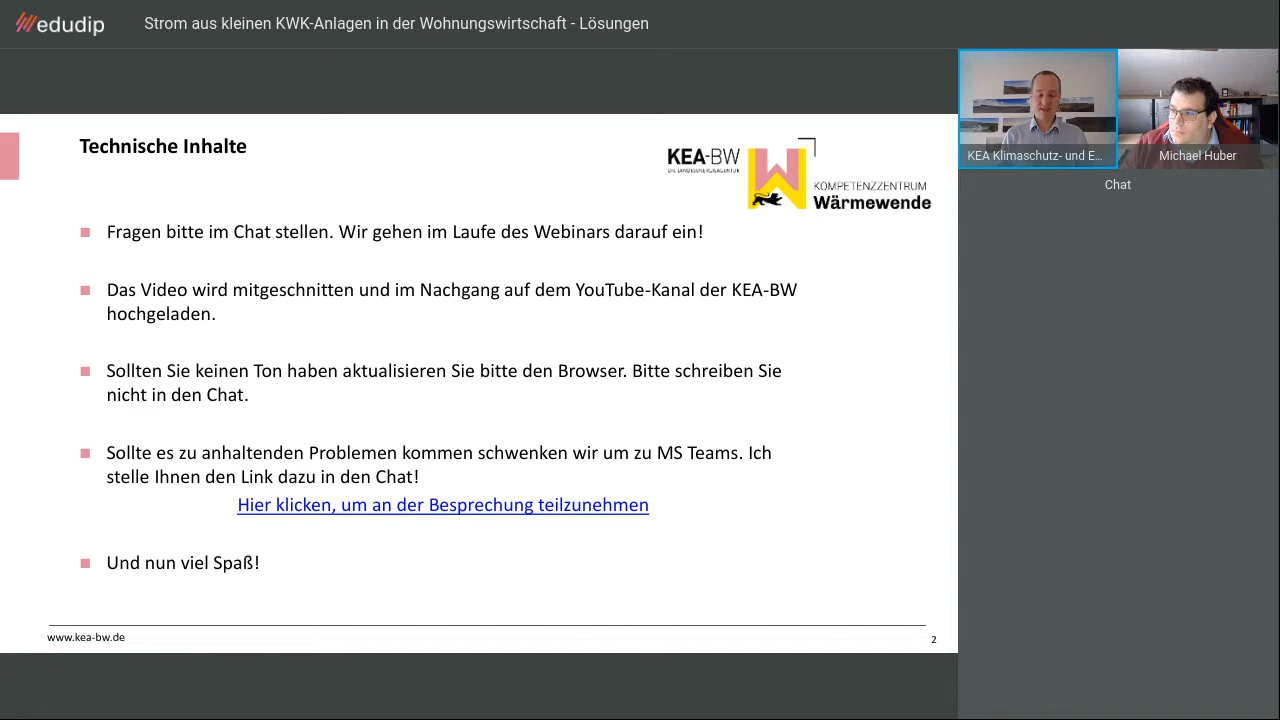 edudip
Strom aus kleinen KWK-Anlagen in der Wohnungswirtschaft - Lösungen
KEA Klimaschutz- und E...
Michael Huber
Chat
Technische Inhalte
KEA-BW
DIE LANDESENERGIEAGENTUR
KOMPETENZZENTRUM
Wärmewende
Fragen bitte im Chat stellen. Wir gehen im Laufe des Webinars darauf ein!
Das Video wird mitgeschnitten und im Nachgang auf dem YouTube-Kanal der KEA-BW
hochgeladen.
Sollten Sie keinen Ton haben aktualisieren Sie bitte den Browser. Bitte schreiben Sie
nicht in den Chat.
Sollte es zu anhaltenden Problemen kommen schwenken wir um zu MS Teams. Ich
stelle Ihnen den Link dazu in den Chat!
Hier klicken, um an der Besprechung teilzunehmen
Und nun viel Spaß!
www.kea-bw.de
2